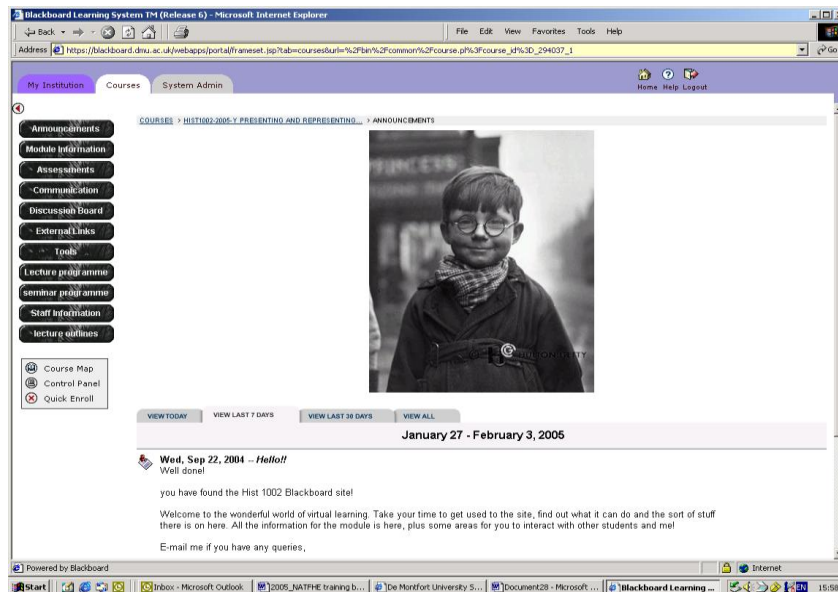 Blackboard Learning System TM (Release 6) - Microsoft Internet Explorer
Back
File Edit View Favorites Tools Help
Address https://blackboard.dmu.ac.uk/webapps/portal/frameset.jsp?tab=courses&url=%2Fbin%2Fcommon%2Fcourse.pl%3Fcourse_id%3D_294037_1
Go
My Institution Courses System Admin
Home Help Logout
COURSES > HIST1002-2005-Y PRESENTING AND REPRESENTING... > ANNOUNCEMENTS
Announcements
Module Information
Assessments
Communication
Discussion Board
External Links
Tools
Lecture programme
seminar programme
Staff Information
lecture outlines
Course Map
Control Panel
Quick Enroll
VIEW TODAY VIEW LAST 7 DAYS VIEW LAST 30 DAYS VIEW ALL
January 27 - February 3, 2005
Wed, Sep 22, 2004 -- Hello!!
Well done!
you have found the Hist 1002 Blackboard site!
Welcome to the wonderful world of virtual learning. Take your time to get used to the site, find out what it can do and the sort of stuff
there is on here. All the information for the module is here, plus some areas for you to interact with other students and me!
E-mail me if you have any queries,
Powered by Blackboard
Internet
Start Inbox - Microsoft Outlook 2005_NATFHE training b... De Montfort University S... Document28 - Microsoft ... Blackboard Learning ... EN 15:58